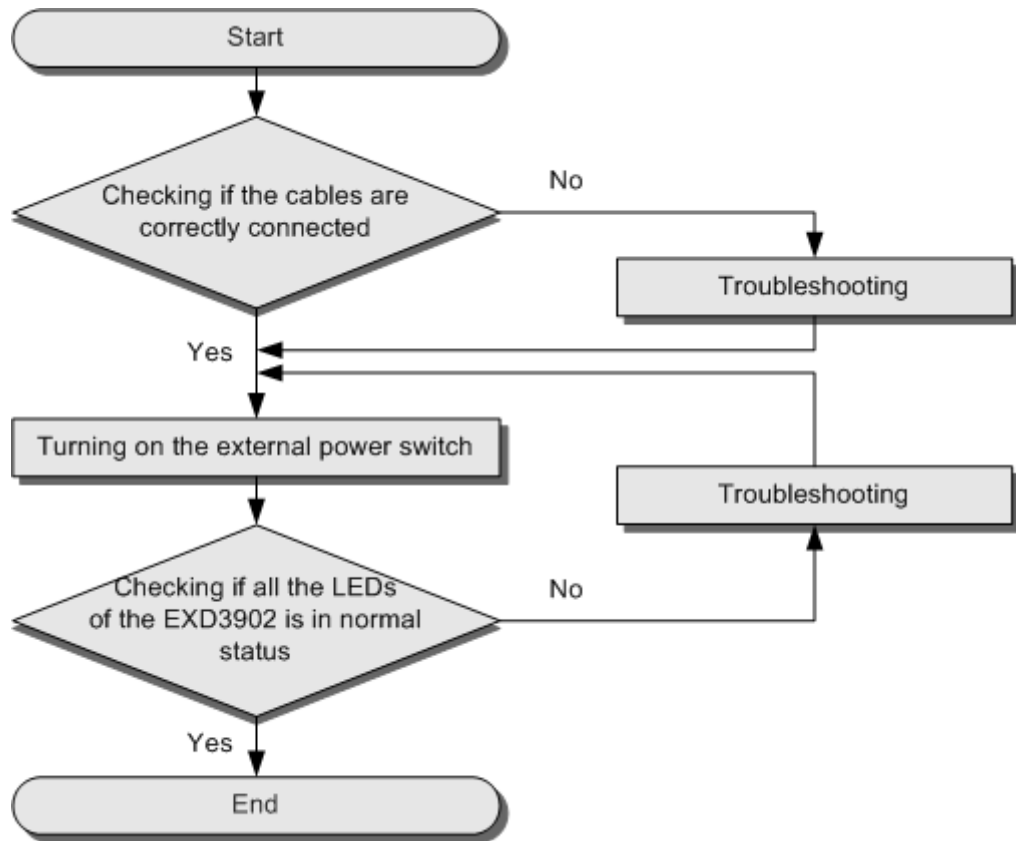 Start
Checking if the cables are
correctly connected
No
Troubleshooting
Yes
Turning on the external power switch
Troubleshooting
Checking if all the LEDs
of the EXD3902 is in normal
status
No
Yes
End